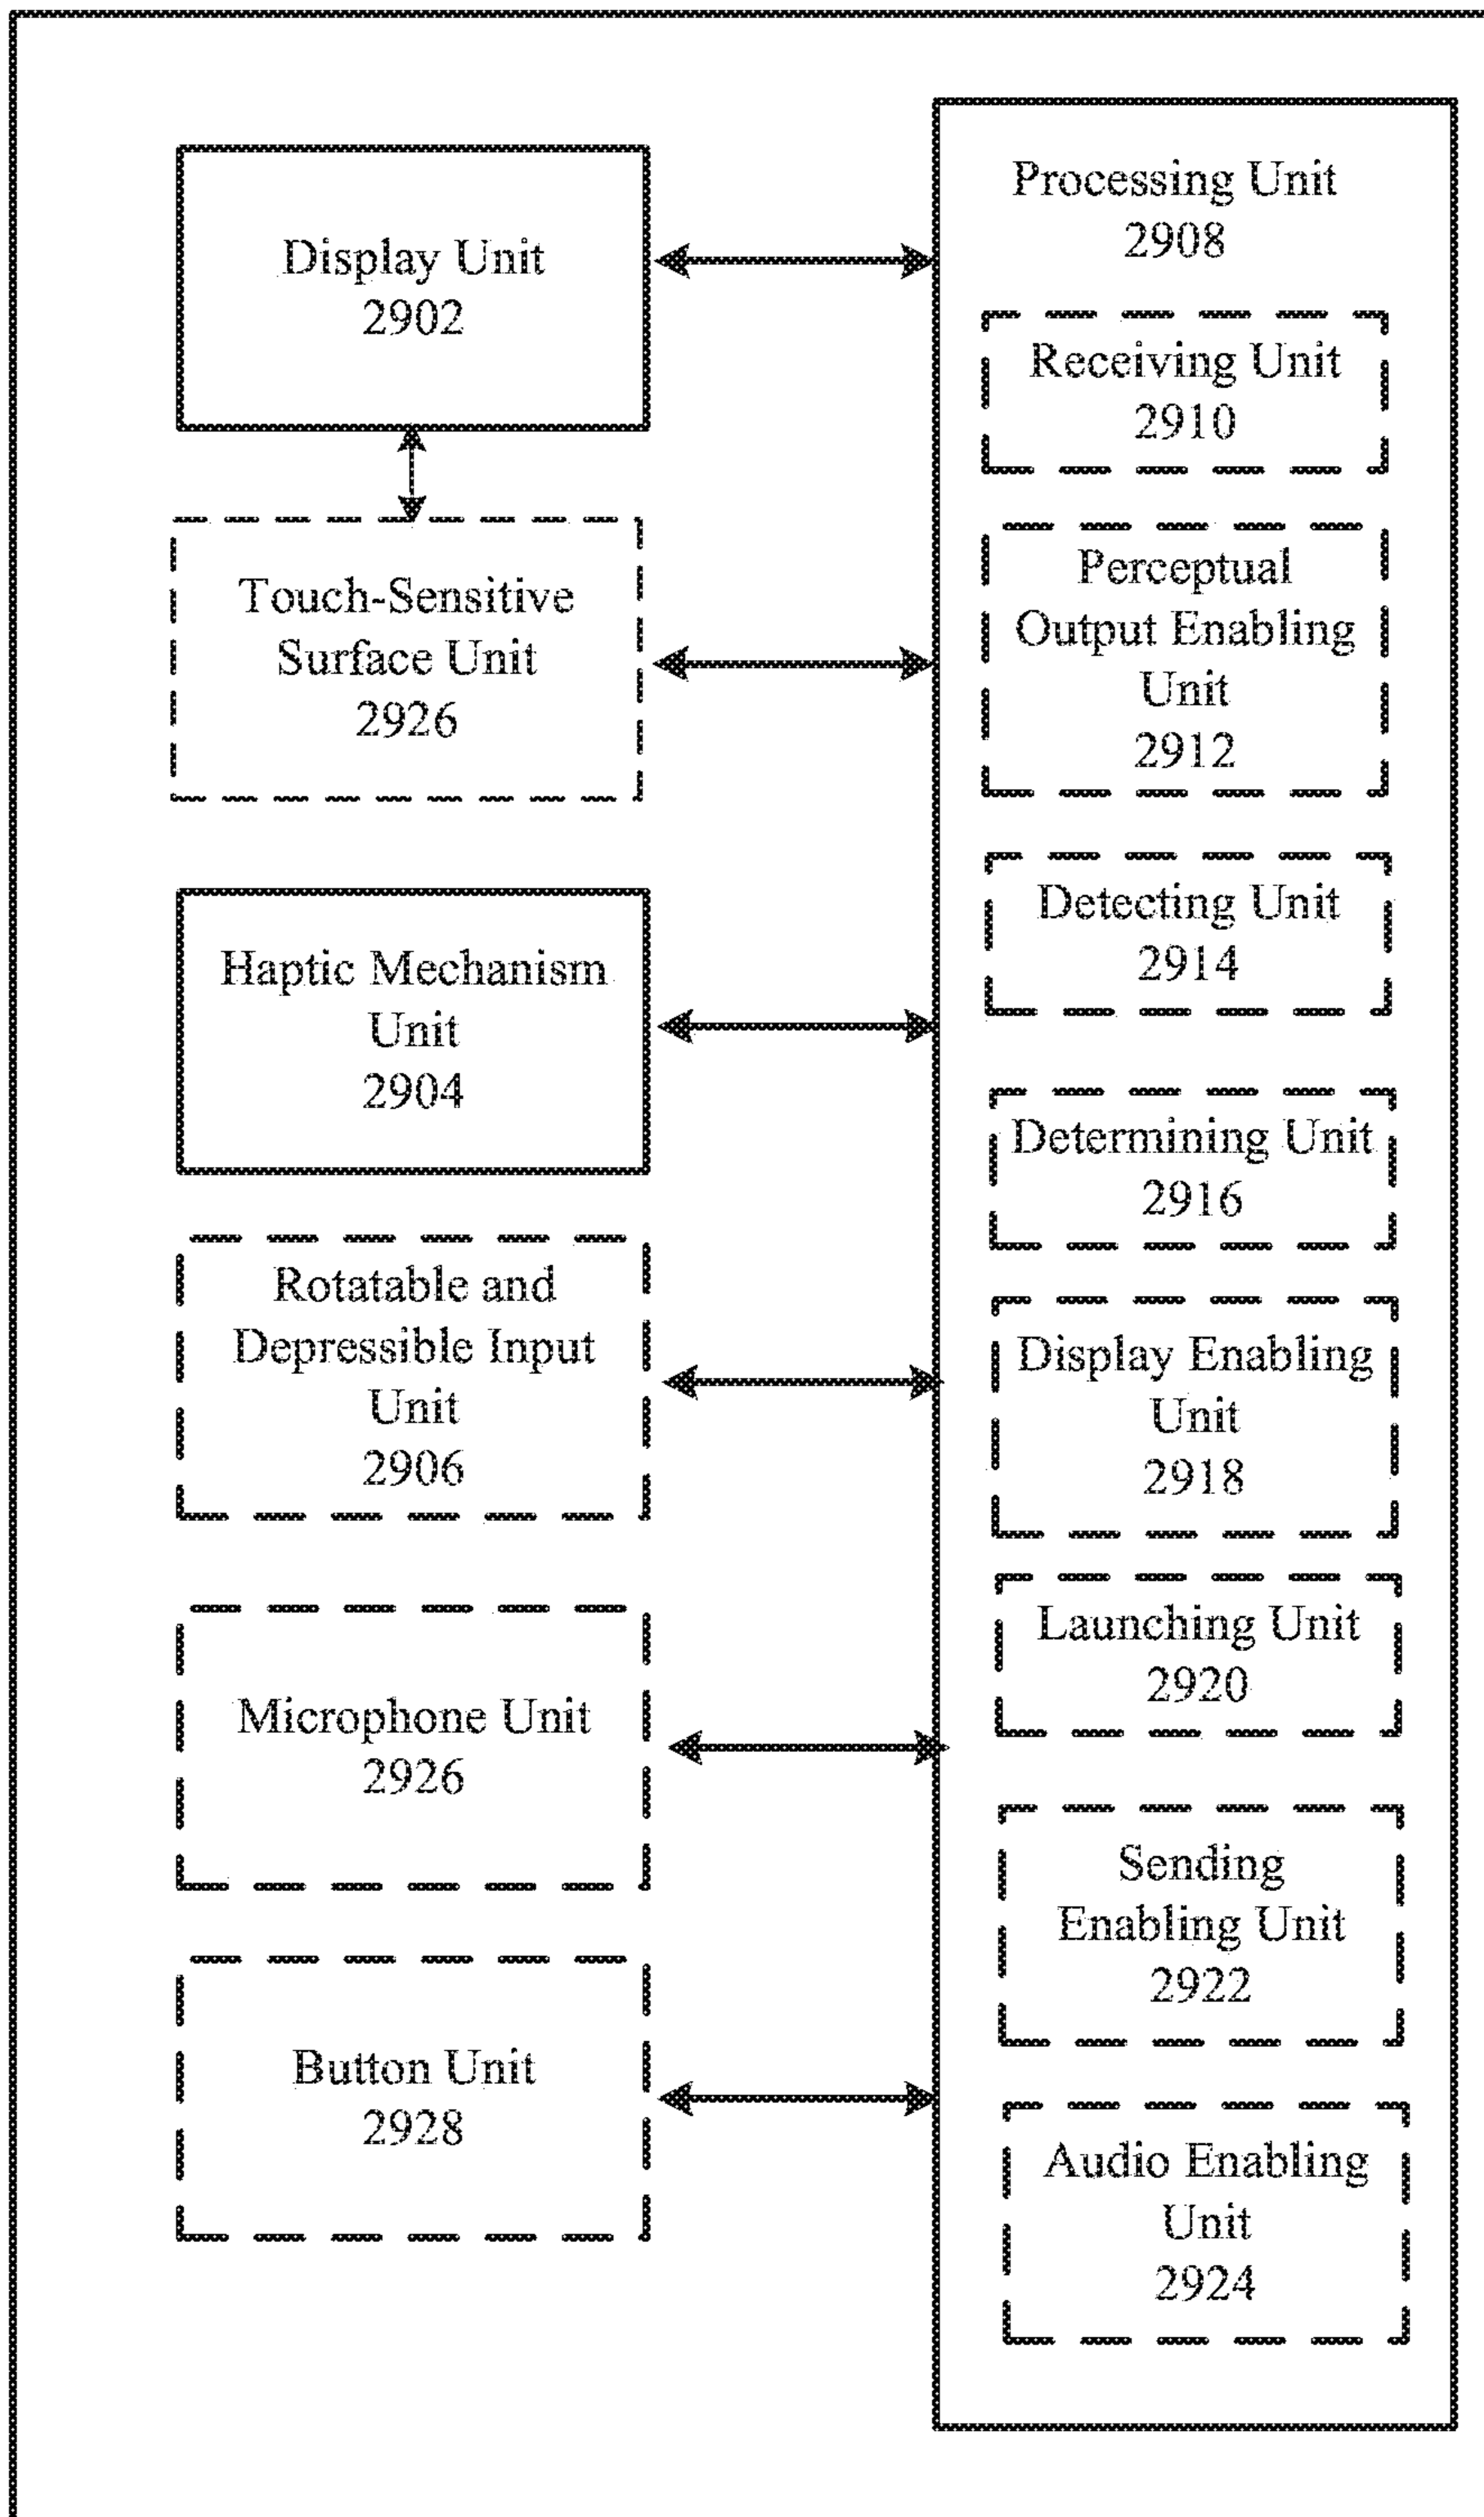 Display Unit
2902
Touch-Sensitive
Surface Unit
2926
Haptic Mechanism
Unit
2904
Rotatable and
Depressible Input
Unit
2906
Microphone Unit
2926
Button Unit
2928
Processing Unit
2908
Receiving Unit
2910
Perceptual
Output Enabling
Unit
2912
Detecting Unit
2914
Determining Unit
2916
Display Enabling
Unit
2918
Launching Unit
2920
Sending
Enabling Unit
2922
Audio Enabling
Unit
2924